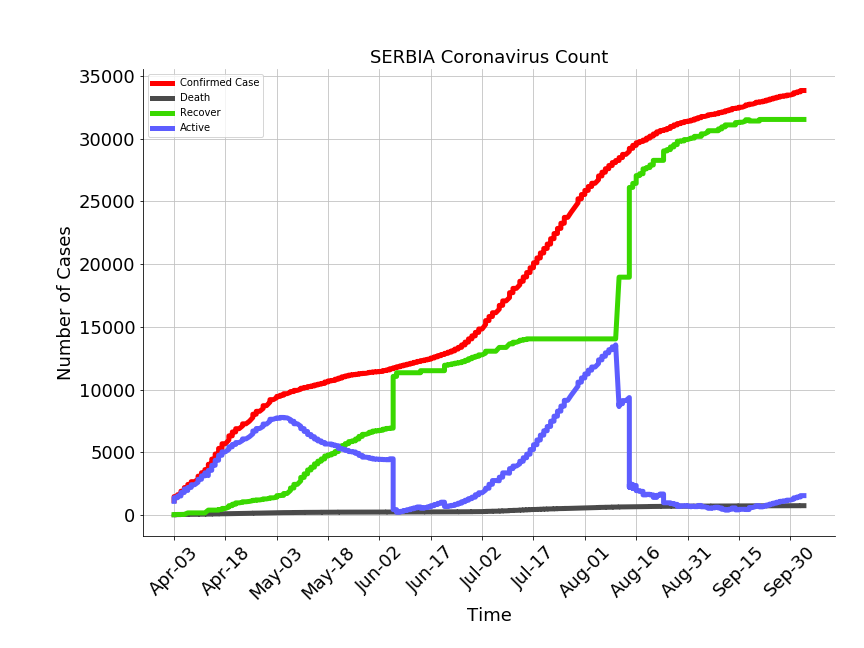 SERBIA Coronavirus Count
Confirmed Case
Death
Recover
Active
Number of Cases
35000
30000
25000
20000
15000
10000
5000
0
Apr-03
Apr-18
May-03
May-18
Jun-02
Jun-17
Jul-02
Jul-17
Aug-01
Aug-16
Aug-31
Sep-15
Sep-30
Time